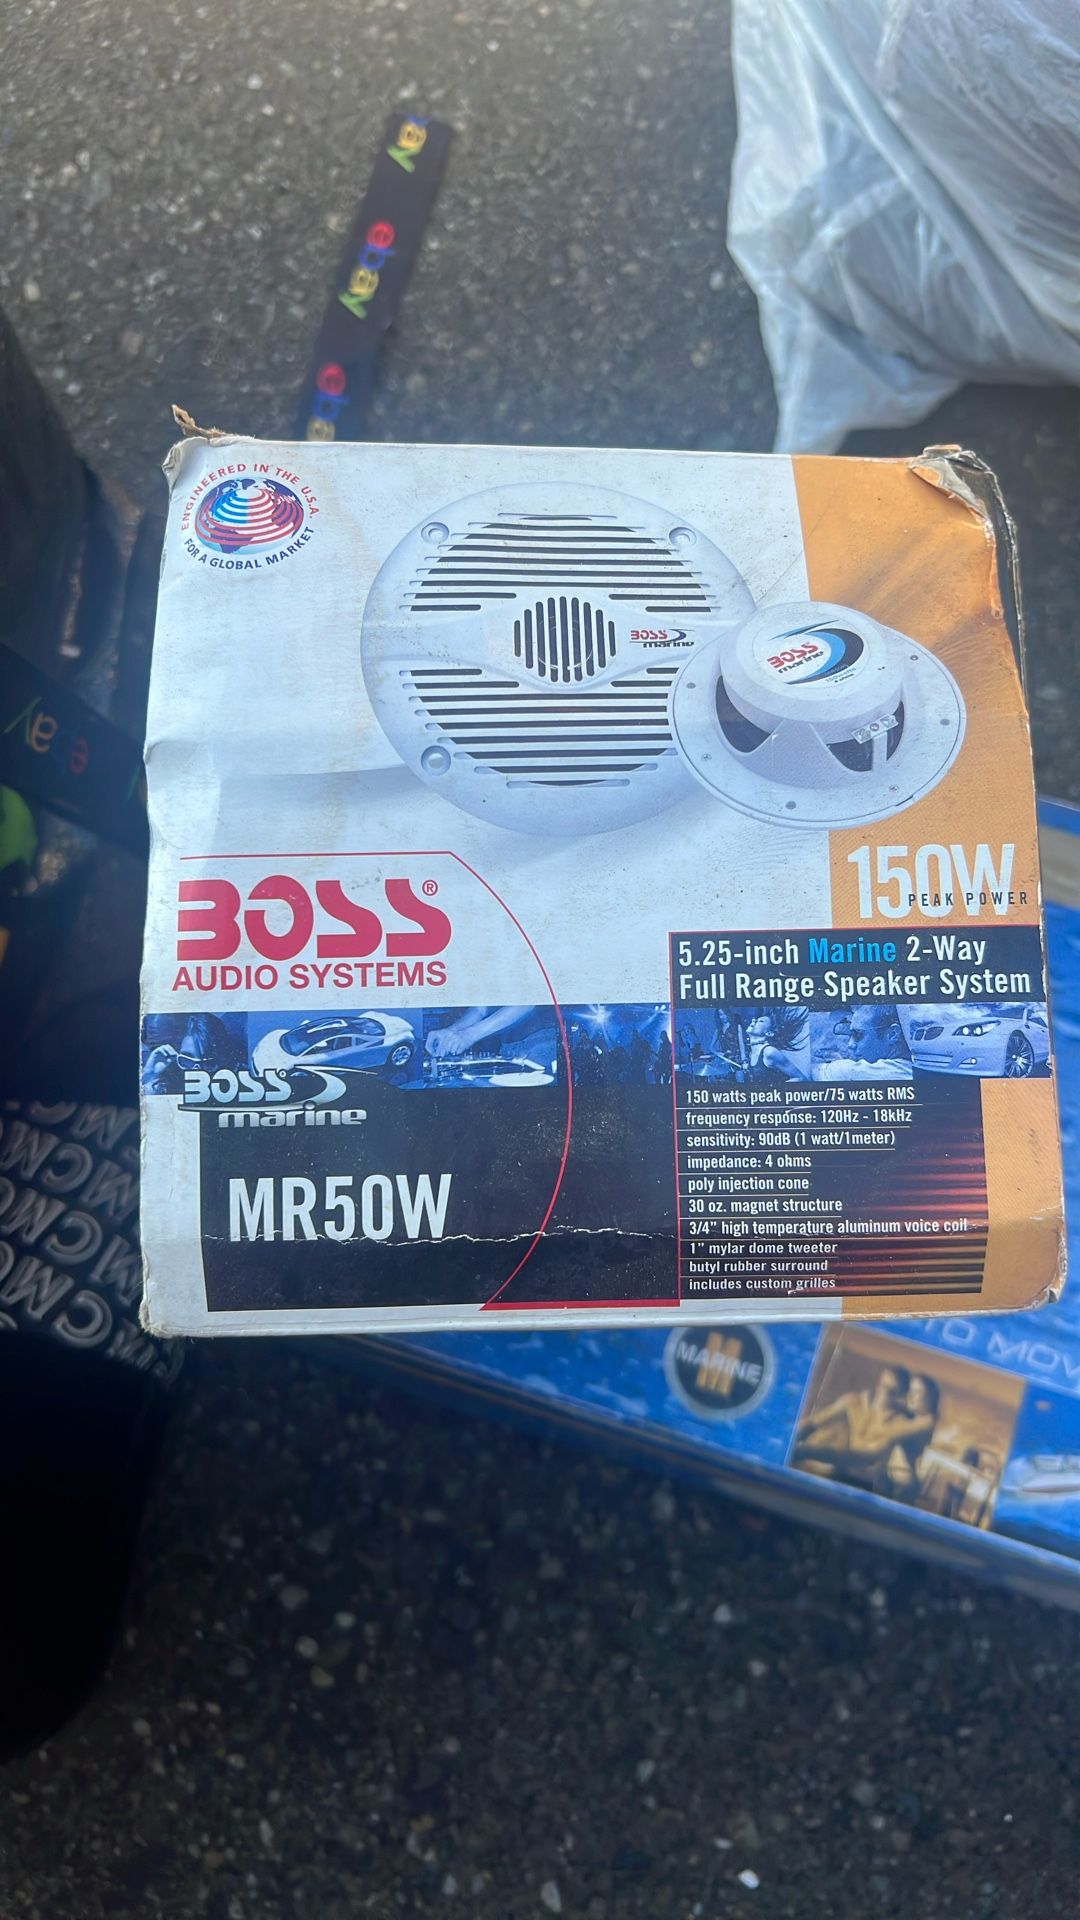 ebay
ebay
ebay
ENGINEERED IN THE U.S.A.
FOR A GLOBAL MARKET
BOSS
marine
BOSS
marine
150W
PEAK POWER
BOSS®
AUDIO SYSTEMS
5.25-inch Marine 2-Way
Full Range Speaker System
BOSS
marine
MR50W
150 watts peak power/75 watts RMS
frequency response: 120Hz - 18kHz
sensitivity: 90dB (1 watt/1meter)
impedance: 4 ohms
poly injection cone
30 oz. magnet structure
3/4" high temperature aluminum voice coil
1" mylar dome tweeter
butyl rubber surround
includes custom grilles
MARINE